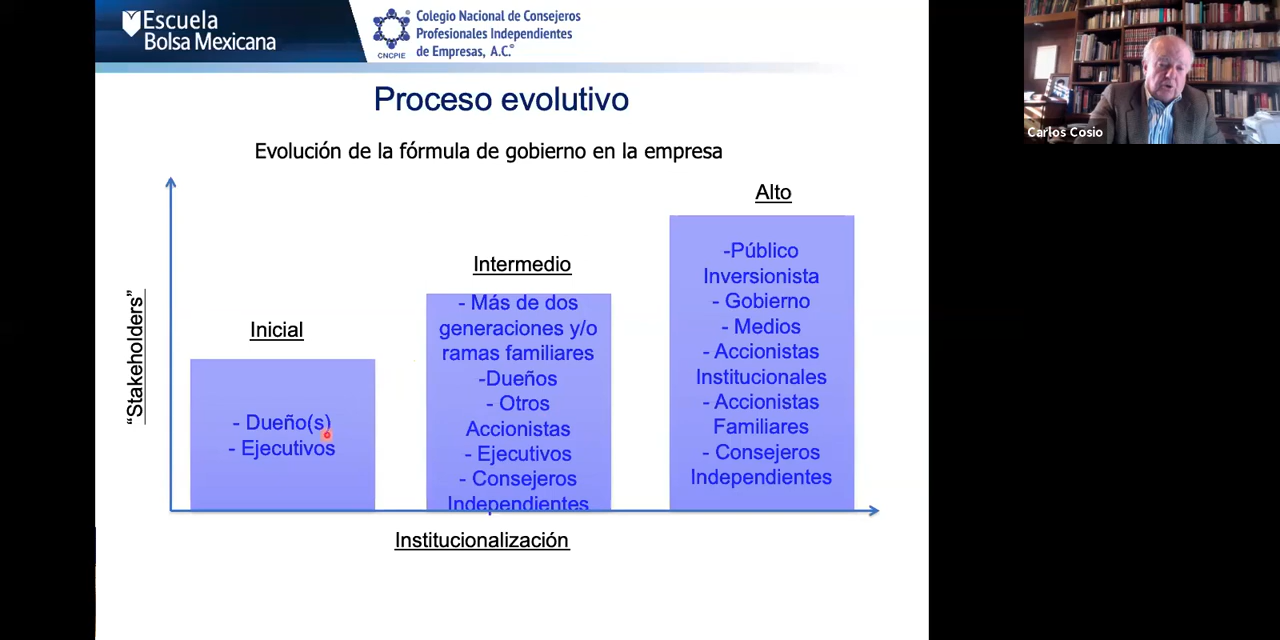 Escuela
Bolsa Mexicana
CNCPIE
Colegio Nacional de Consejeros
Profesionales Independientes
de Empresas, A.C.
Carlos Cosio
Proceso evolutivo
Evolución de la fórmula de gobierno en la empresa
"Stakeholders"
Inicial
- Dueño(s)
- Ejecutivos
Intermedio
- Más de dos
generaciones y/o
ramas familiares
-Dueños
- Otros
Accionistas
- Ejecutivos
- Consejeros
Independientes
Alto
-Público
Inversionista
- Gobierno
- Medios
- Accionistas
Institucionales
- Accionistas
Familiares
- Consejeros
Independientes
Institucionalización